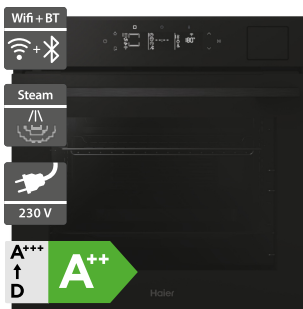 Wifi + BT
+
Steam
230 V
A+++
D
A++
Haier